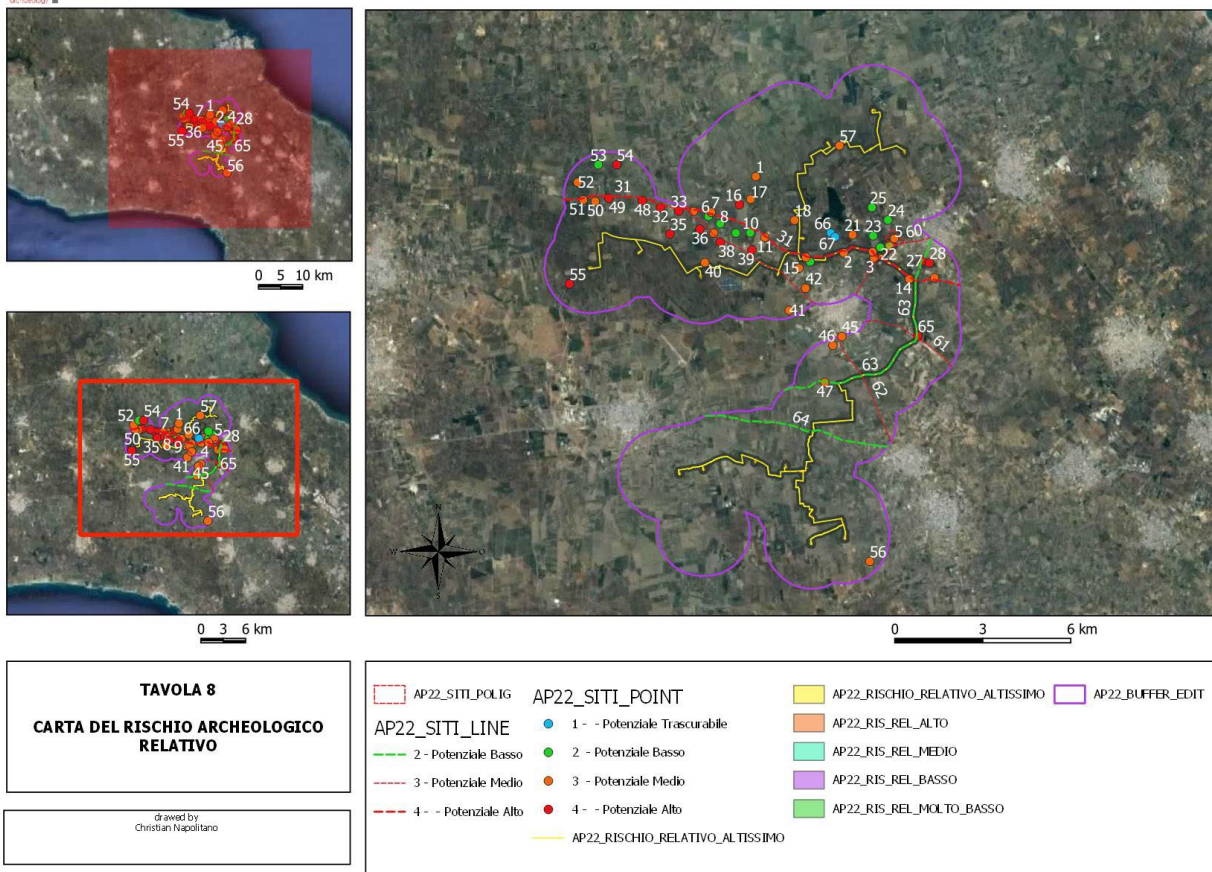 archeology
54
7
1
2
4
28
36
55
45
65
56
0 5 10 km
52
54
7
1
57
50
35
8
9
66
5
28
55
41
4
65
45
56
0 3 6 km
57
53
54
52
1
51
50
31
49
48
33
32
35
67
8
16
17
10
36
38
39
11
31
18
66
67
21
25
24
23
5
60
22
2
3
27
28
14
40
15
42
55
41
46
45
63
65
61
63
62
47
64
56
N
W
O
S
0 3 6 km
TAVOLA 8
CARTA DEL RISCHIO ARCHEOLOGICO
RELATIVO
drawed by
Christian Napolitano
AP22_SITI_POLIG
AP22_SITI_LINE
2 - Potenziale Basso
3 - Potenziale Medio
4 - - Potenziale Alto
AP22_SITI_POINT
1 - - Potenziale Trascurabile
2 - Potenziale Basso
3 - Potenziale Medio
4 - - Potenziale Alto
AP22_RISCHIO_RELATIVO_ALTISSIMO
AP22_RISCHIO_RELATIVO_ALTISSIMO
AP22_RIS_REL_ALTO
AP22_RIS_REL_MEDIO
AP22_RIS_REL_BASSO
AP22_RIS_REL_MOLTO_BASSO
AP22_BUFFER_EDIT